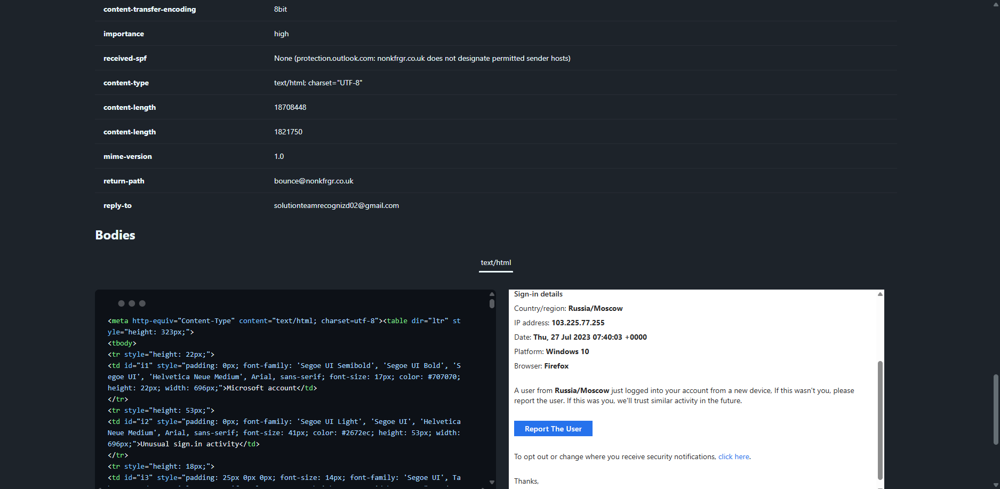 content-transfer-encoding 8bit
importance high
received-spf None (protection.outlook.com: nonkfrgr.co.uk does not designate permitted sender hosts)
content-type text/html; charset="UTF-8"
content-length 18708448
content-length 1821750
mime-version 1.0
return-path bounce@nonkfrgr.co.uk
reply-to solutionteamrecognizd02@gmail.com
Bodies
text/html
<meta http-equiv="Content-Type" content="text/html; charset=utf-8"><table dir="ltr" st
yle="height: 323px;">
<tbody>
<tr style="height: 22px;">
<td id="i1" style="padding: 0px; font-family: 'Segoe UI Semibold', 'Segoe UI Bold', 'S
egoe UI', 'Helvetica Neue Medium', Arial, sans-serif; font-size: 17px; color: #707070;
height: 22px; width: 696px;">Microsoft account</td>
</tr>
<tr style="height: 53px;">
<td id="i2" style="padding: 0px; font-family: 'Segoe UI Light', 'Segoe UI', 'Helvetica
Neue Medium', Arial, sans-serif; font-size: 41px; color: #2672ec; height: 53px; width:
696px;">Unusual sign.in activity</td>
</tr>
<tr style="height: 18px;">
<td id="i3" style="padding: 25px 0px 0px; font-size: 14px; font-family: 'Segoe UI', Ta
Sign-in details
Country/region: Russia/Moscow
IP address: 103.225.77.255
Date: Thu, 27 Jul 2023 07:40:03 +0000
Platform: Windows 10
Browser: Firefox
A user from Russia/Moscow just logged into your account from a new device, If this wasn't you, please
report the user. If this was you, we'll trust similar activity in the future.
Report The User
To opt out or change where you receive security notifications, click here.
Thanks,